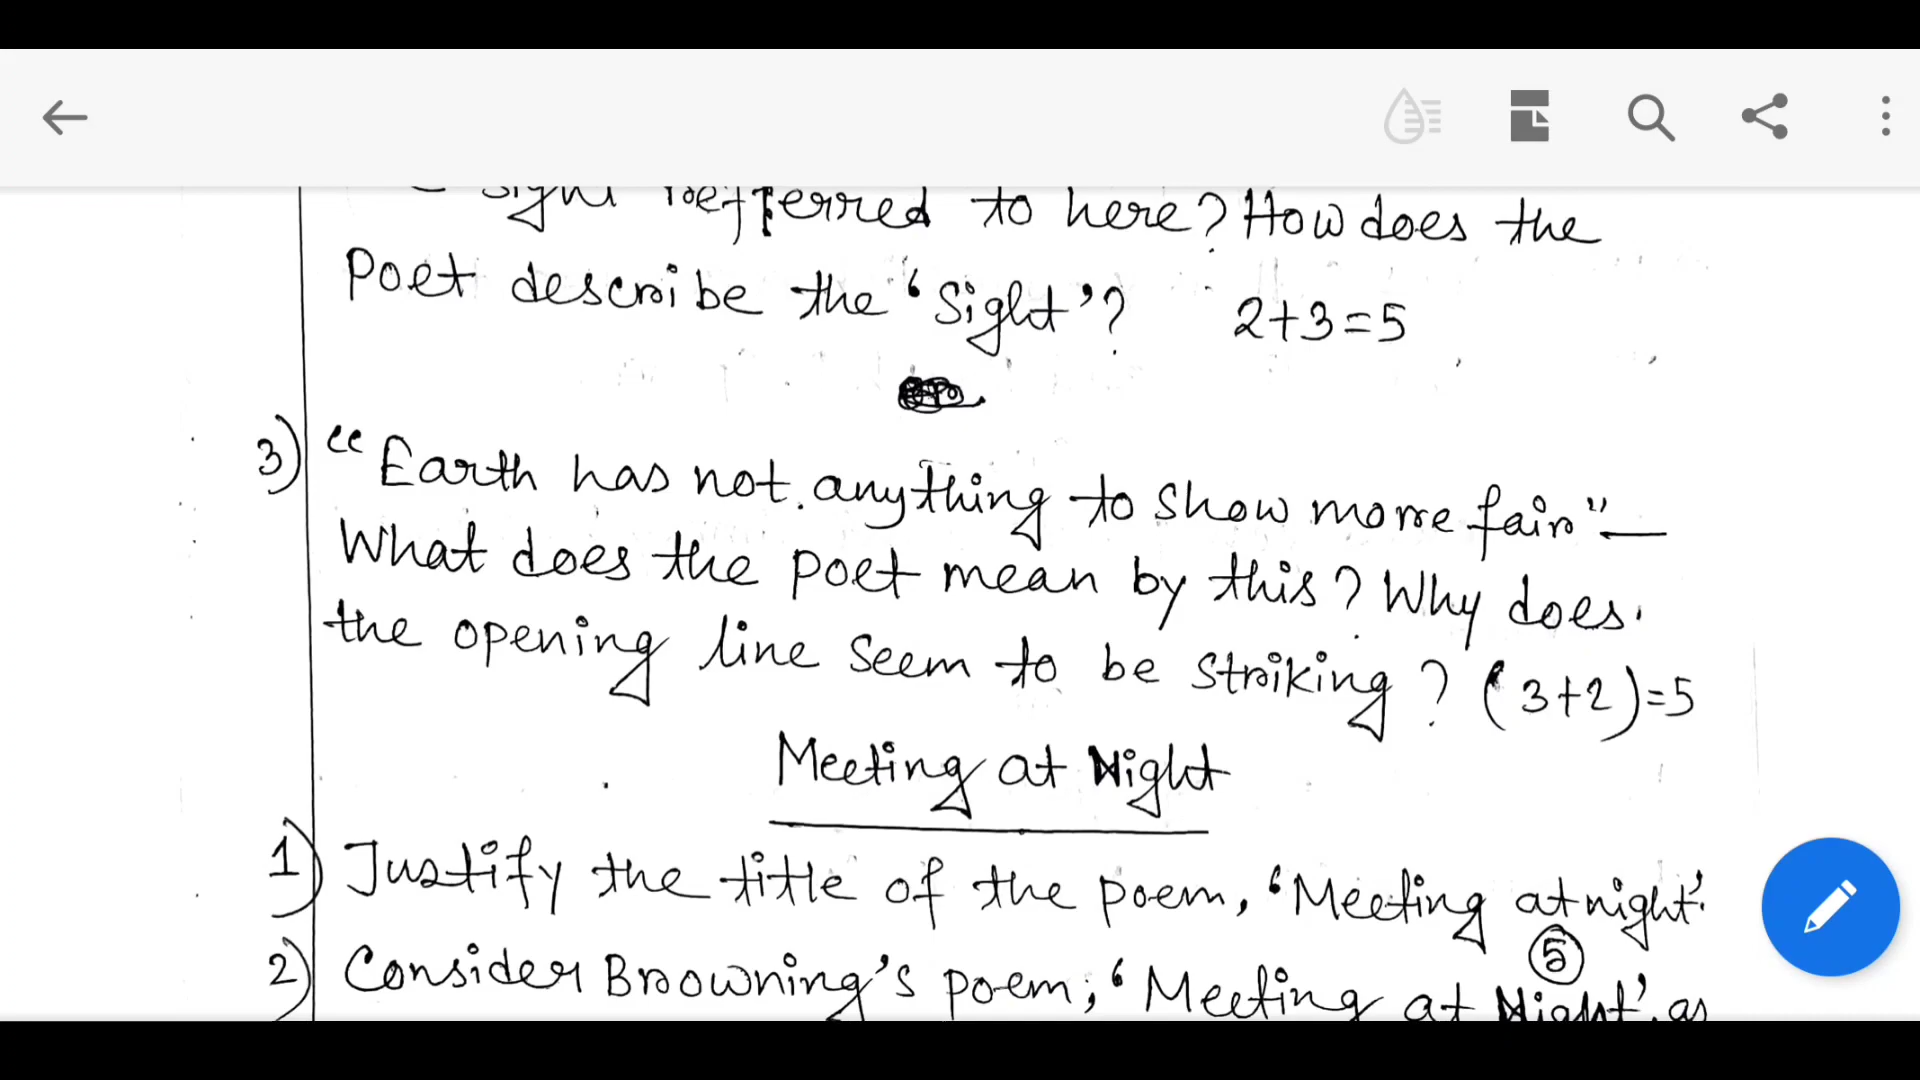 sight refferred to here? How does the
Poet describe the 'Sight'? 2+3=5
3) "Earth has not anything to show more fair"—
What does the poet mean by this? Why does
the opening line seem to be striking? (3+2)=5
Meeting at Night
1) Justify the title of the poem, 'Meeting at night'.
5
2) Consider Browning's poem, 'Meeting at Night' as